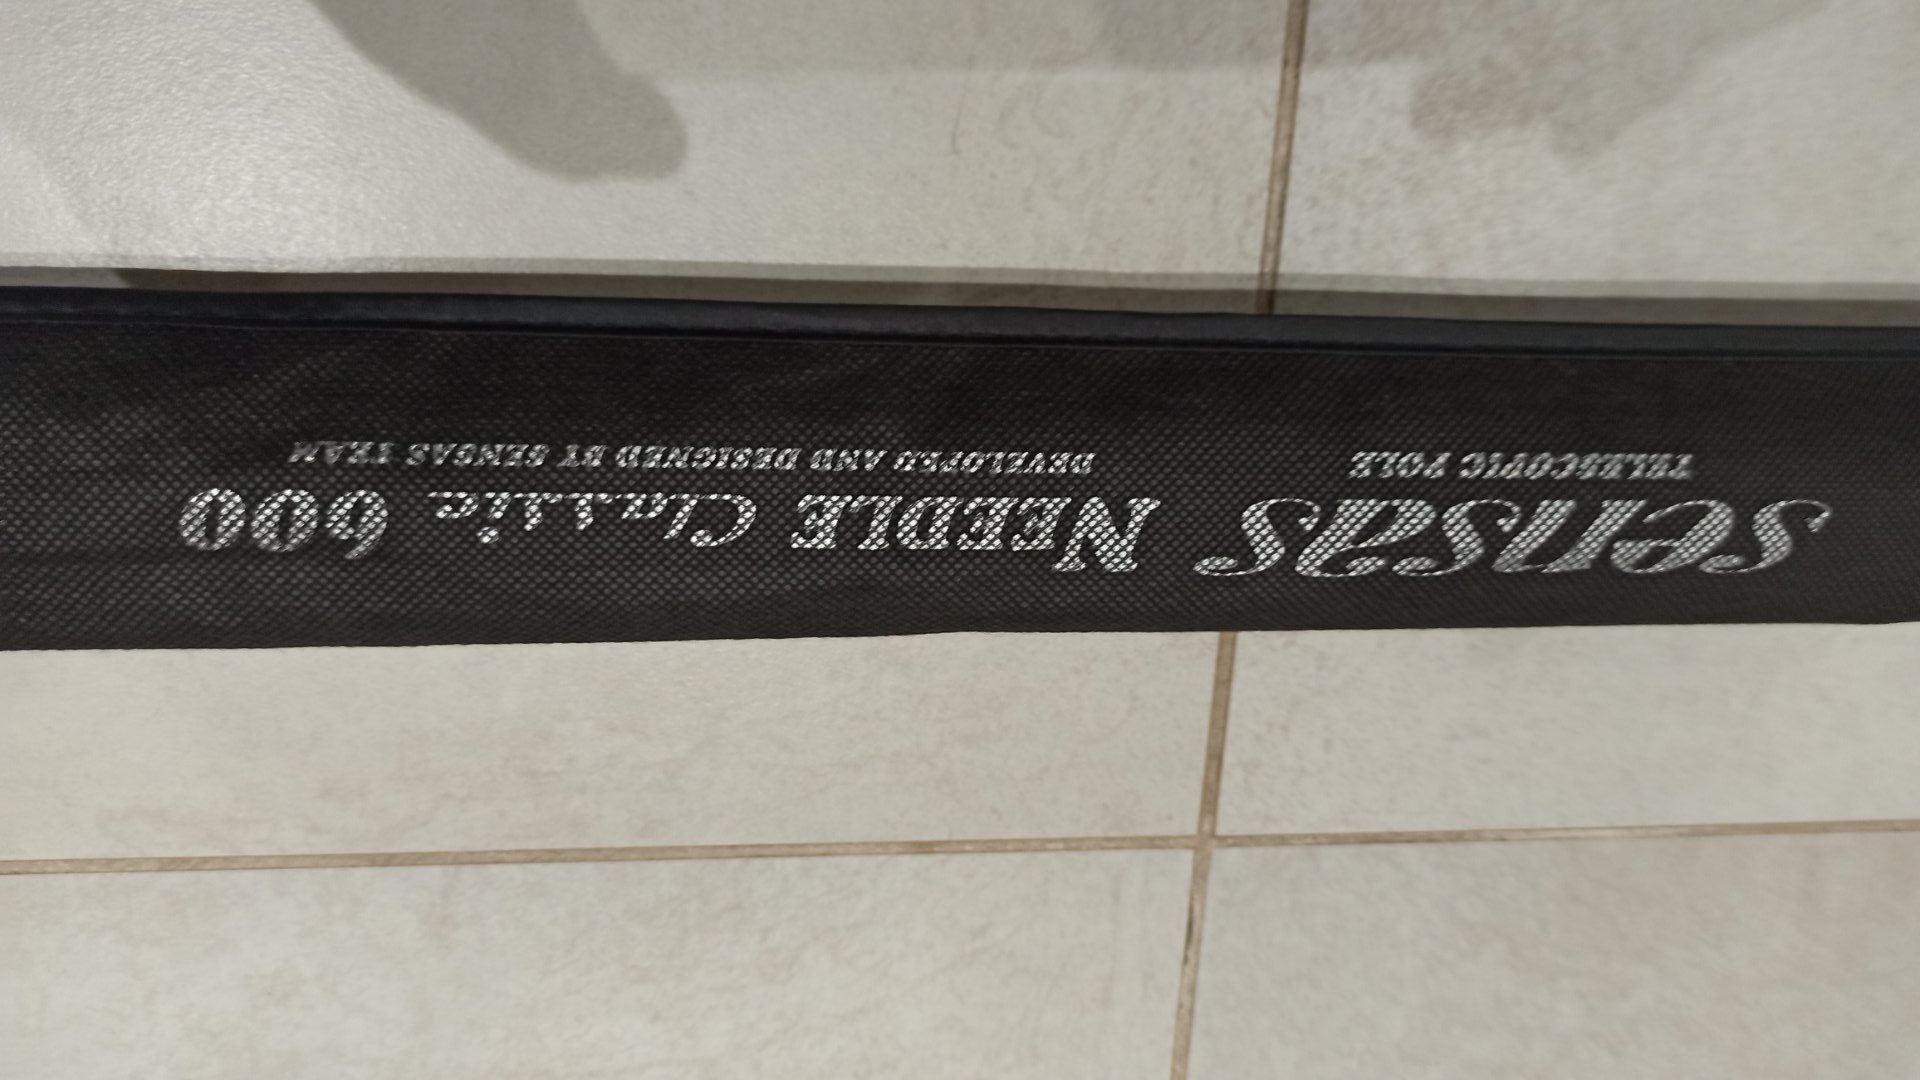 sensas NEEDLE Classic 600
TELESCOPIC POLE DEVELOPED AND DESIGNED BY SENSAS TEAM